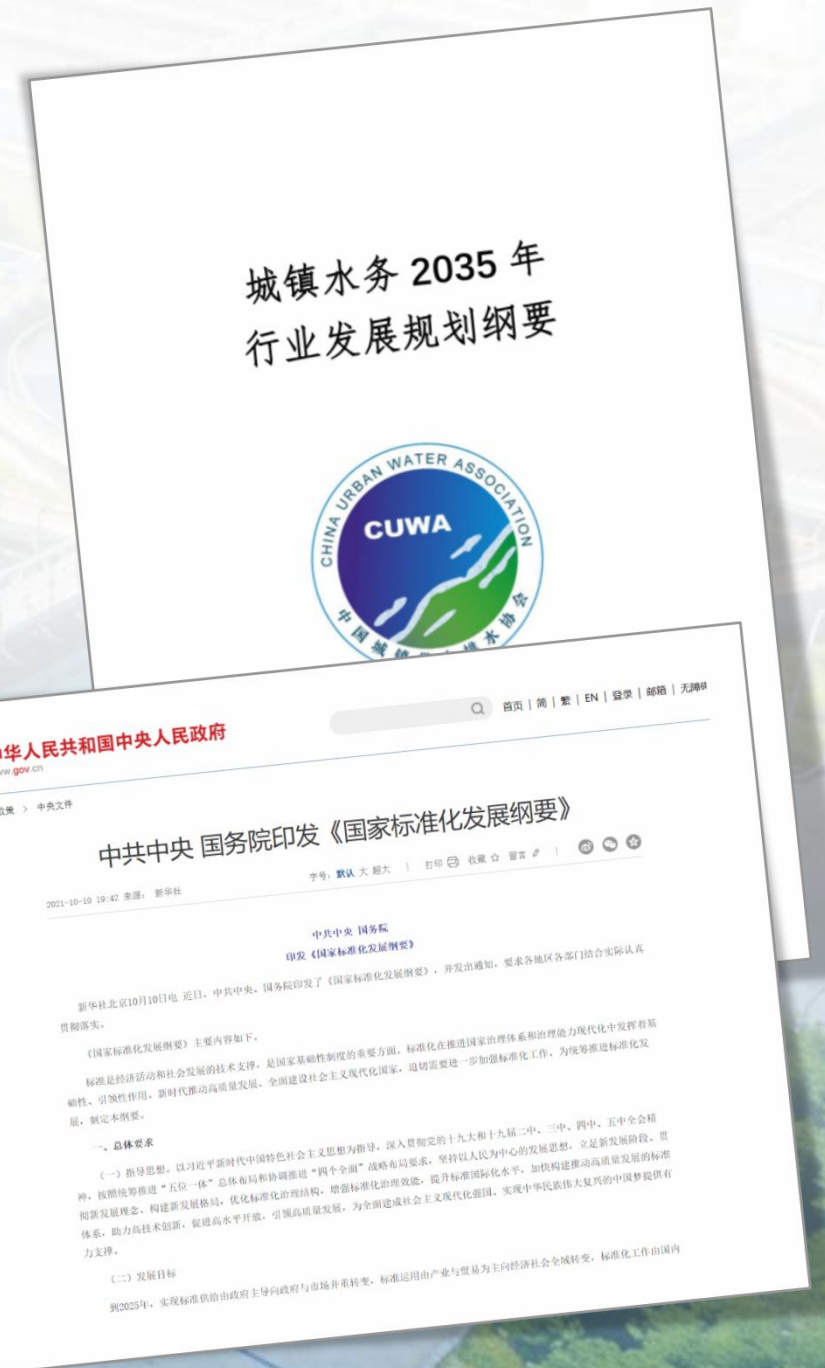 城镇水务 2035 年
行业发展规划纲要
CHINA URBAN WATER ASSOCIATION
CUWA
中国城镇
排水协会
华人民共和国中央人民政府
www.gov.cn
首页 | 简 | 繁 | EN | 登录 | 邮箱 | 无障碍
政策 > 中央文件
中共中央 国务院印发《国家标准化发展纲要》
2021-10-10 19:42 来源： 新华社
字号：默认 大 超大 | 打印 收藏 留言 |
中共中央 国务院
印发《国家标准化发展纲要》
新华社北京10月10日电 近日，中共中央、国务院印发了《国家标准化发展纲要》，并发出通知，要求各地区各部门结合实际认真
贯彻落实。
《国家标准化发展纲要》主要内容如下。
标准是经济活动和社会发展的技术支撑，是国家基础性制度的重要方面。标准化在推进国家治理体系和治理能力现代化中发挥着基
础性、引领性作用。新时代推动高质量发展、全面建设社会主义现代化国家，迫切需要进一步加强标准化工作。为统筹推进标准化发
展，制定本纲要。
一、总体要求
（一）指导思想。以习近平新时代中国特色社会主义思想为指导，深入贯彻党的十九大和十九届二中、三中、四中、五中全会精
神，按照统筹推进“五位一体”总体布局和协调推进“四个全面”战略布局要求，坚持以人民为中心的发展思想，立足新发展阶段、贯
彻新发展理念、构建新发展格局，优化标准化治理结构，增强标准化治理效能，提升标准国际化水平，加快构建推动高质量发展的标准
体系，助力高技术创新，促进高水平开放，引领高质量发展，为全面建成社会主义现代化强国、实现中华民族伟大复兴的中国梦提供有
力支撑。
（二）发展目标
到2025年，实现标准供给由政府主导向政府与市场并重转变，标准运用由产业与贸易为主向经济社会全域转变，标准化工作由国内